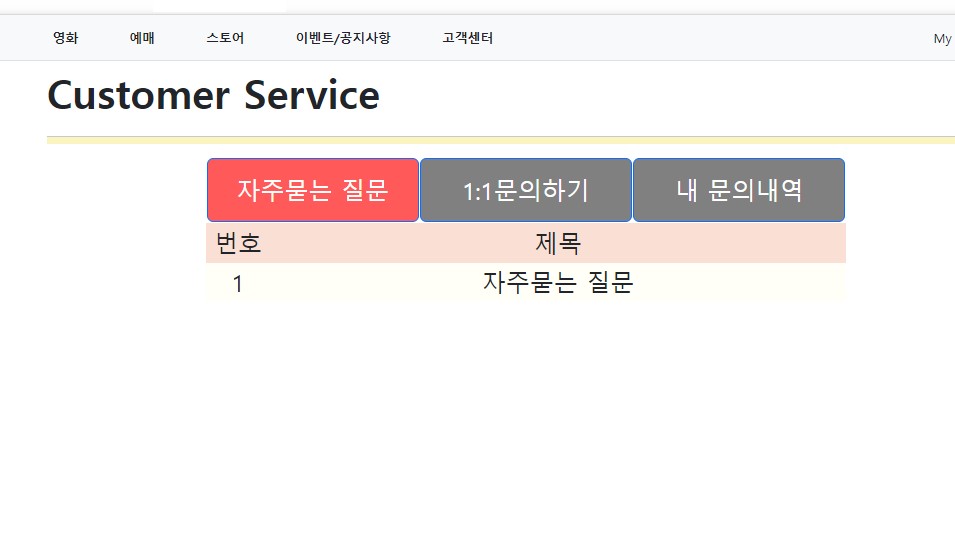 영화 예매 스토어 이벤트/공지사항 고객센터 My
Customer Service
자주묻는 질문 1:1문의하기 내 문의내역
번호 제목
1 자주묻는 질문